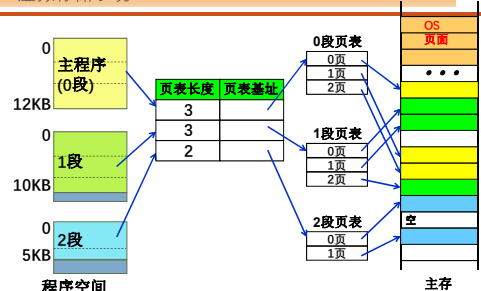 0
主程序
(0段)
12KB
0
1段
10KB
0
2段
5KB
程序空间
页表长度 页表基址
3
3
2
0段页表
0页
1页
2页
1段页表
0页
1页
2页
2段页表
0页
1页
OS
页面
•••
空
主存